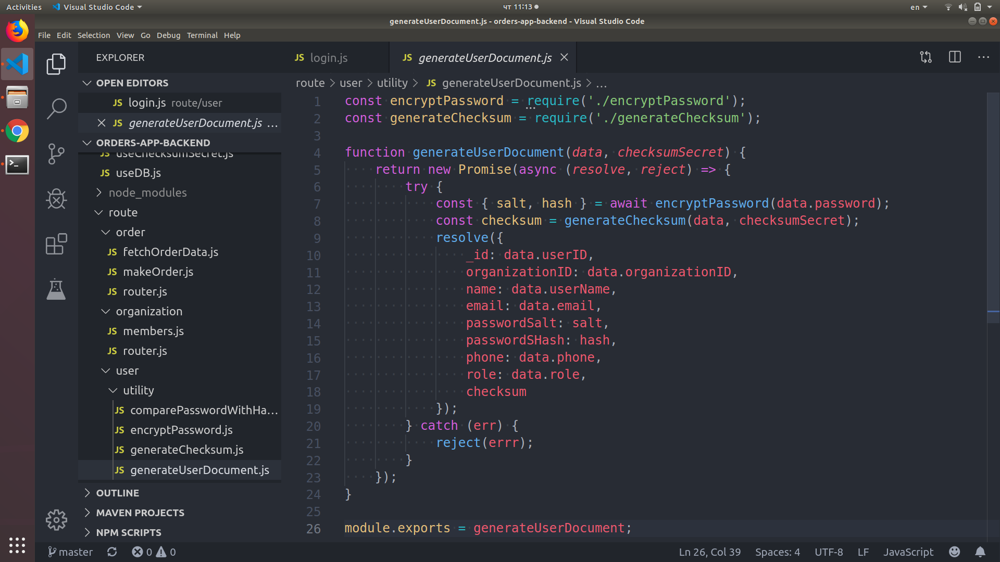 Activities Visual Studio Code чт 11:13 en
generateUserDocument.js - orders-app-backend - Visual Studio Code
File Edit Selection View Go Debug Terminal Help
EXPLORER
OPEN EDITORS
JS login.js route/user
JS generateUserDocument.js ...
ORDERS-APP-BACKEND
JS useChecksumSecret.js
JS useDB.js
node_modules
route
order
JS fetchOrderData.js
JS makeOrder.js
JS router.js
organization
JS members.js
JS router.js
user
utility
JS comparePasswordWithHa...
JS encryptPassword.js
JS generateChecksum.js
JS generateUserDocument.js
OUTLINE
MAVEN PROJECTS
NPM SCRIPTS
JS login.js JS generateUserDocument.js
route > user > utility > JS generateUserDocument.js > ...
1 const encryptPassword = require('./encryptPassword');
2 const generateChecksum = require('./generateChecksum');
3
4 function generateUserDocument(data, checksumSecret) {
5 return new Promise(async (resolve, reject) => {
6 try {
7 const { salt, hash } = await encryptPassword(data.password);
8 const checksum = generateChecksum(data, checksumSecret);
9 resolve({
10 _id: data.userID,
11 organizationID: data.organizationID,
12 name: data.userName,
13 email: data.email,
14 passwordSalt: salt,
15 passwordSHash: hash,
16 phone: data.phone,
17 role: data.role,
18 checksum
19 });
20 } catch (err) {
21 reject(errr);
22 }
23 });
24 }
25
26 module.exports = generateUserDocument;
master 0 0 Ln 26, Col 39 Spaces: 4 UTF-8 LF JavaScript